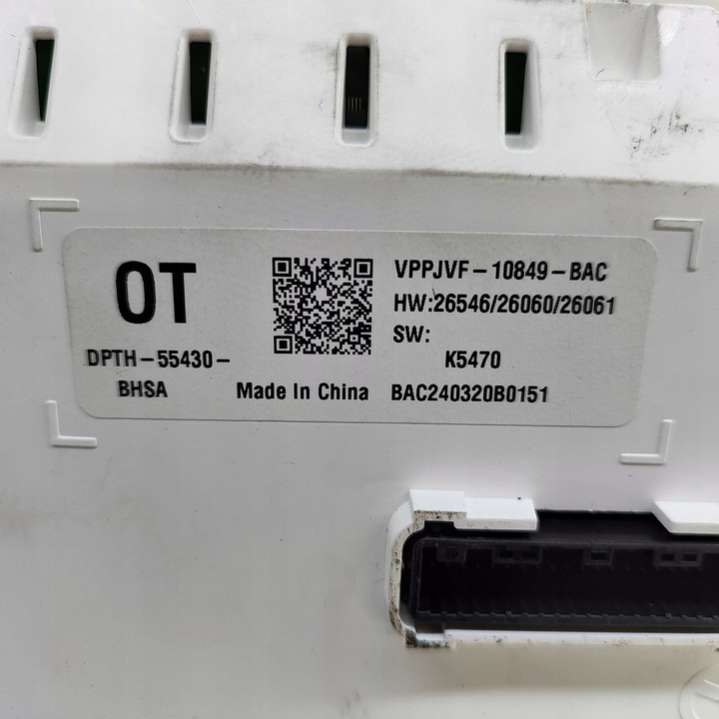 OT
DPTH-55430-
BHSA
Made In China
VPPJVF-10849-BAC
HW:26546/26060/26061
SW:
K5470
BAC240320B0151